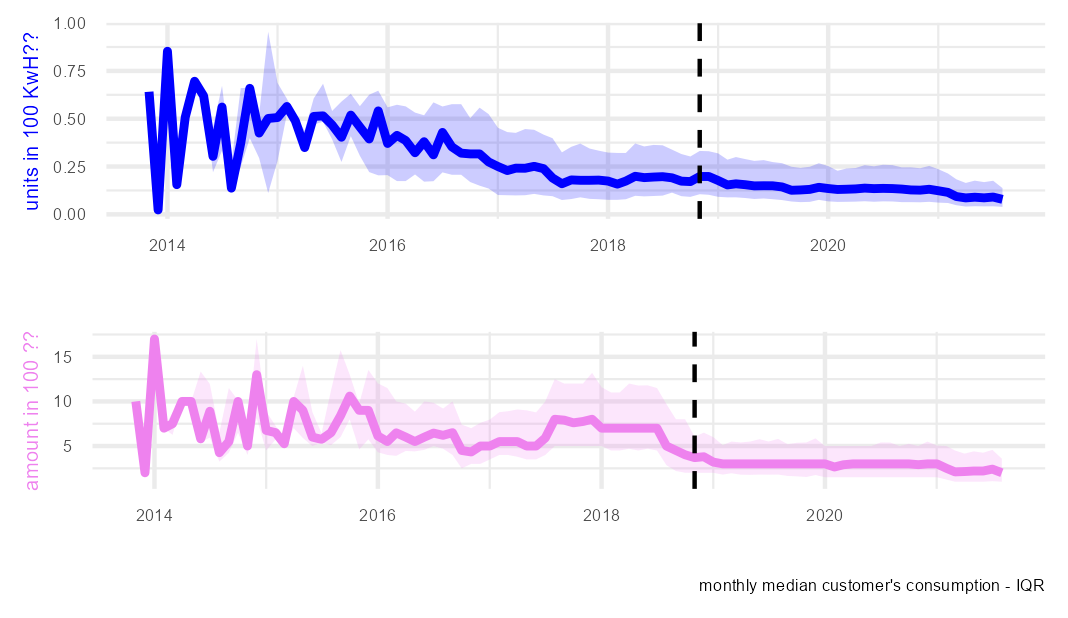 units in 100 KwH??
1.00
0.75
0.50
0.25
0.00
2014 2016 2018 2020
amount in 100 ??
15
10
5
2014 2016 2018 2020
monthly median customer's consumption - IQR